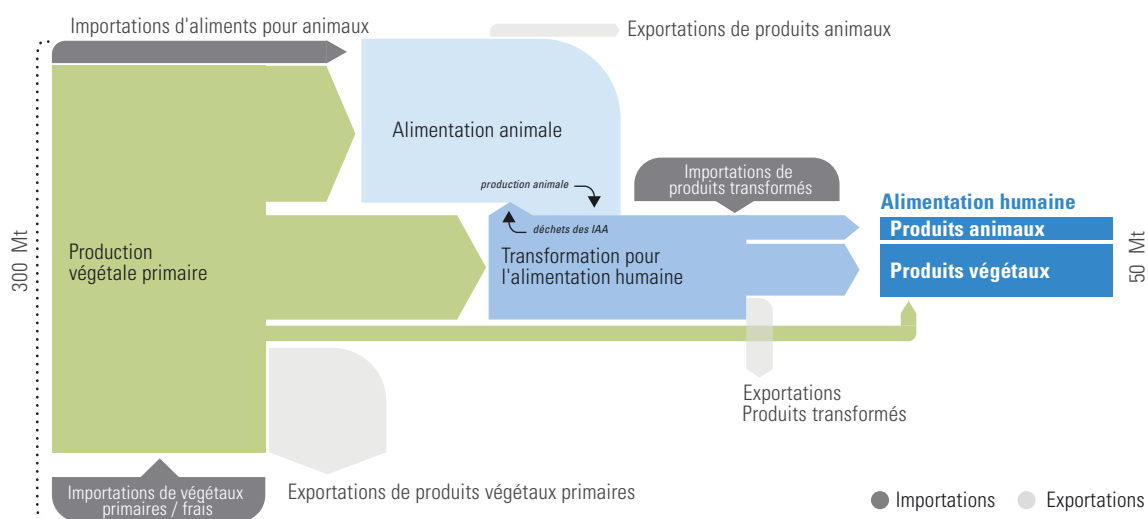 Importations d'aliments pour animaux
Exportations de produits animaux
300 Mt
Alimentation animale
production animale
déchets des IAA
Importations de
produits transformés
Alimentation humaine
Produits animaux
Produits végétaux
50 Mt
Production
végétale primaire
Transformation pour
l'alimentation humaine
Exportations
Produits transformés
Importations de végétaux
primaires / frais
Exportations de produits végétaux primaires
Importations
Exportations